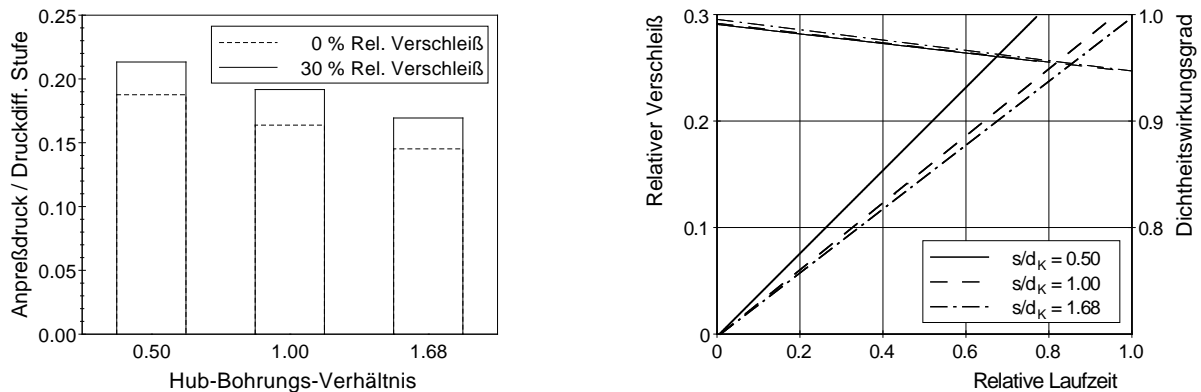 Anpreßdruck / Druckdiff. Stufe
0.25
0.20
0.15
0.10
0.05
0.00
0 % Rel. Verschleiß
30 % Rel. Verschleiß
0.50
1.00
1.68
Hub-Bohrungs-Verhältnis
Relativer Verschleiß
0.3
0.2
0.1
0
1.0
0.9
0.8
Dichtheitswirkungsgrad
s/dK = 0.50
s/dK = 1.00
s/dK = 1.68
0
0.2
0.4
0.6
0.8
1.0
Relative Laufzeit